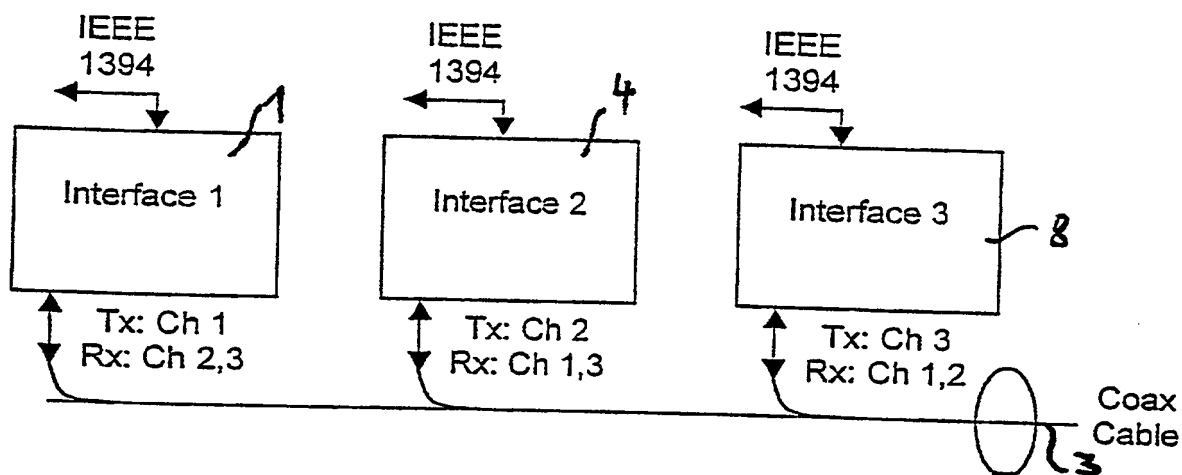 IEEE
1394
IEEE
1394
IEEE
1394
1
4
Interface 1
Interface 2
Interface 3
8
Tx: Ch 1
Rx: Ch 2,3
Tx: Ch 2
Rx: Ch 1,3
Tx: Ch 3
Rx: Ch 1,2
Coax
Cable
3